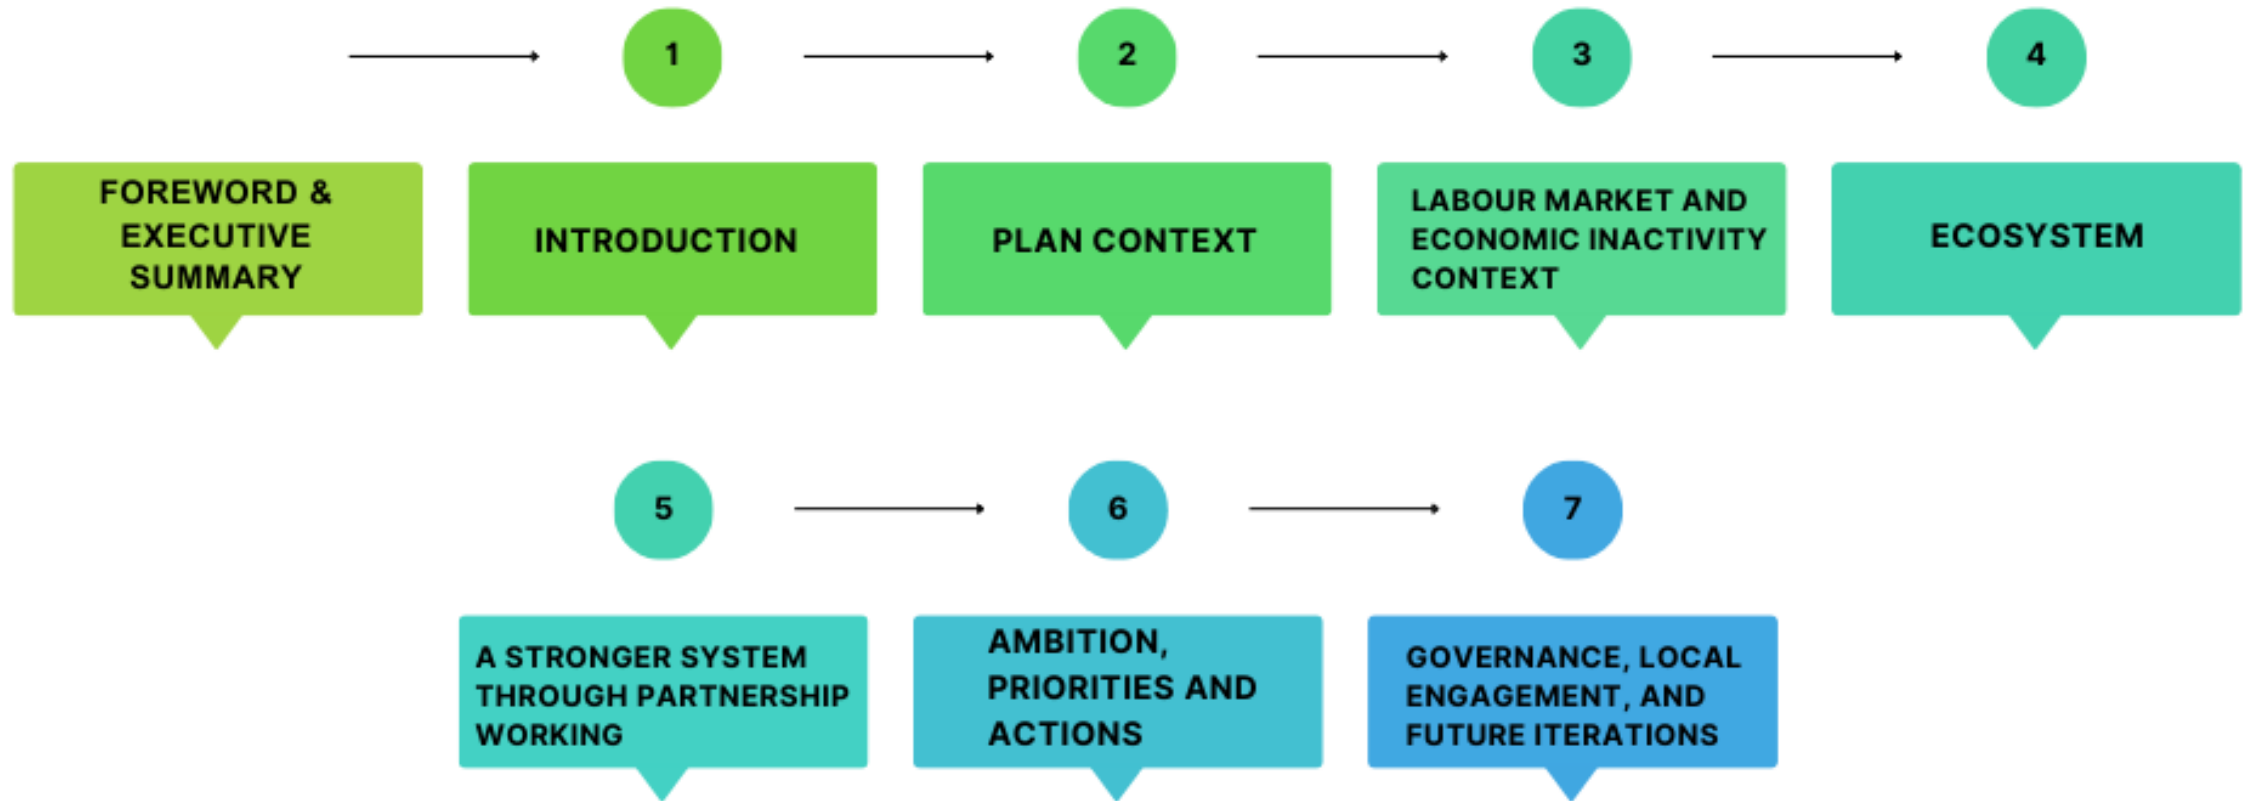 1
2
3
4
FOREWORD &
EXECUTIVE
SUMMARY
INTRODUCTION
PLAN CONTEXT
LABOUR MARKET AND
ECONOMIC INACTIVITY
CONTEXT
ECOSYSTEM
5
6
7
A STRONGER SYSTEM
THROUGH PARTNERSHIP
WORKING
AMBITION,
PRIORITIES AND
ACTIONS
GOVERNANCE, LOCAL
ENGAGEMENT, AND
FUTURE ITERATIONS